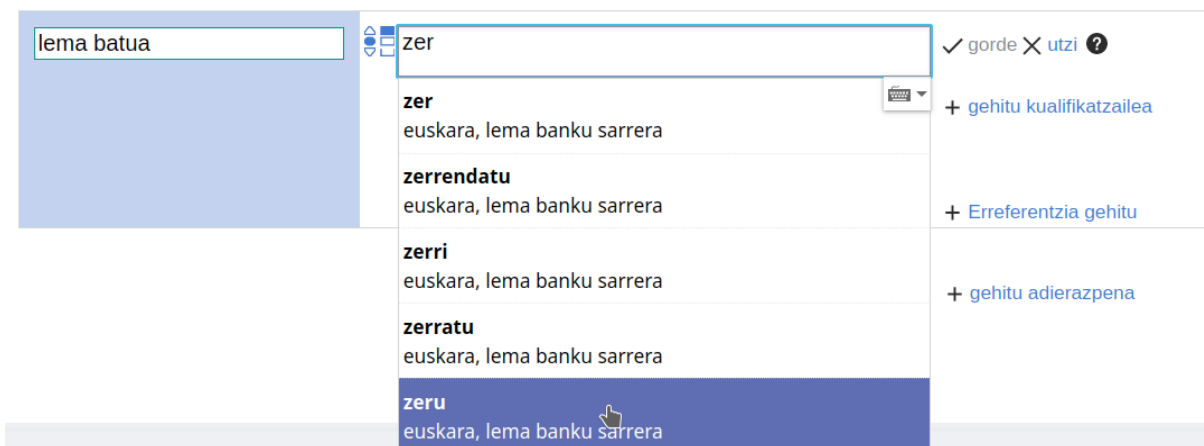 lema batua
zer
gorde utzi ?
zer
euskara, lema banku sarrera
+ gehitu kualifikatzailea
zerrendatu
euskara, lema banku sarrera
+ Erreferentzia gehitu
zerri
euskara, lema banku sarrera
+ gehitu adierazpena
zerratu
euskara, lema banku sarrera
zeru
euskara, lema banku sarrera